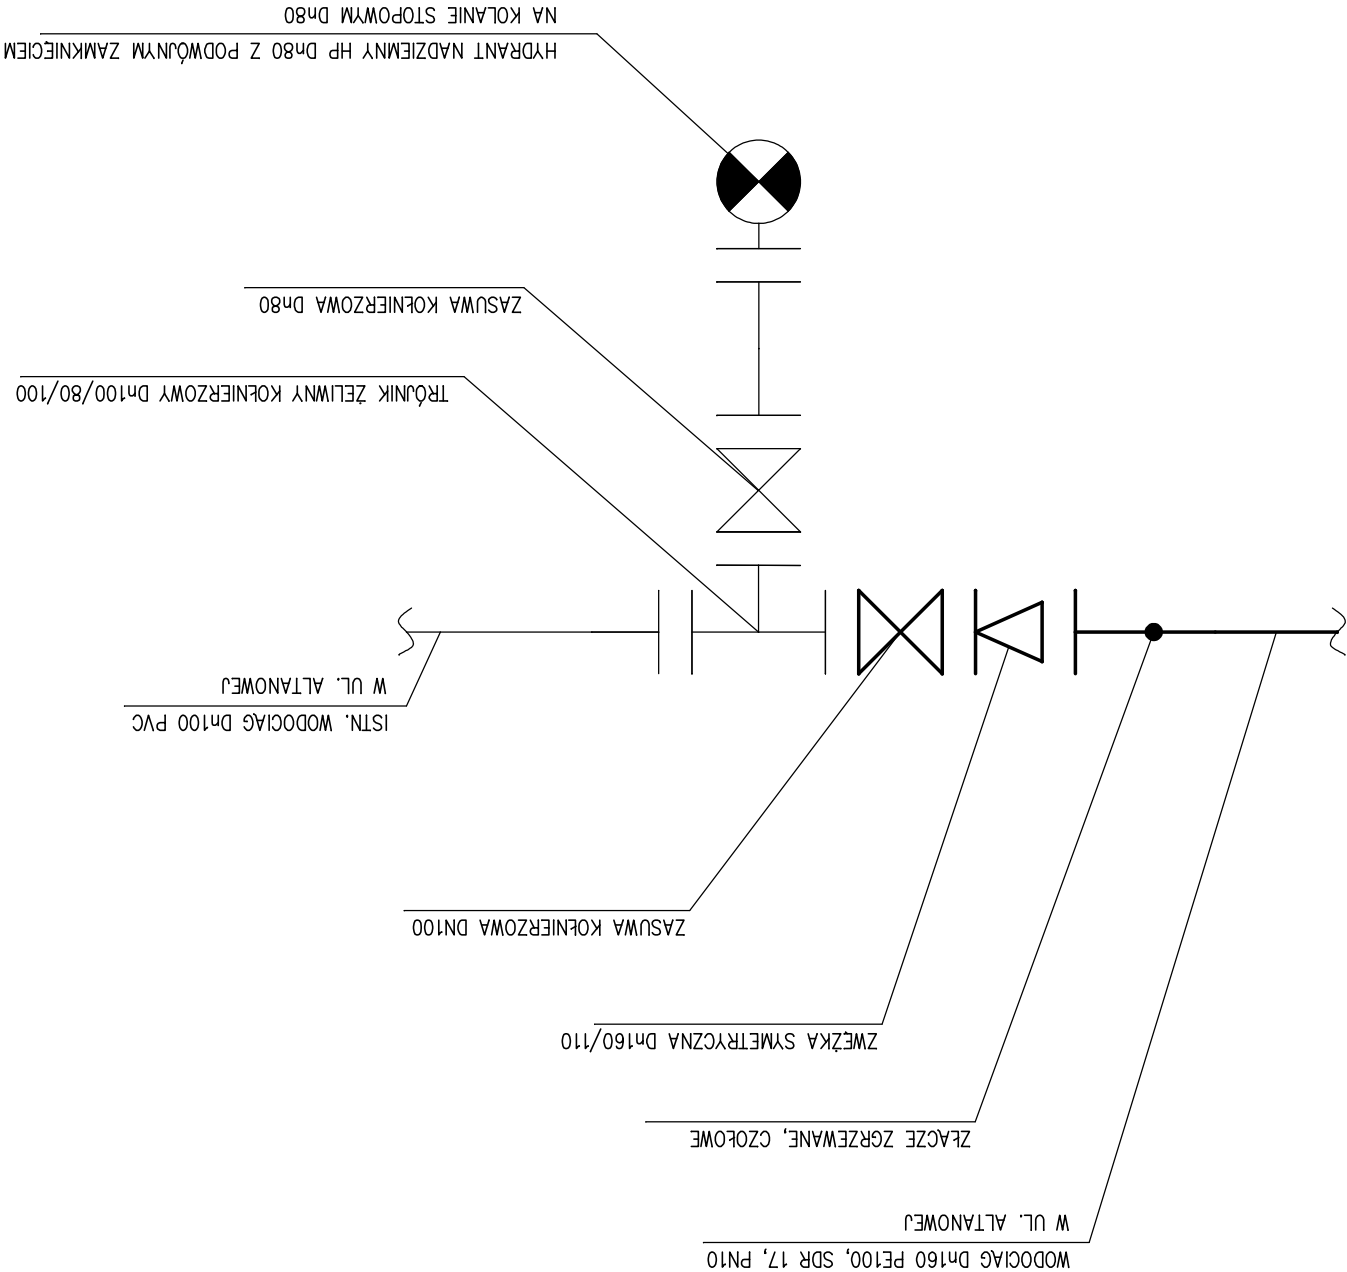 WODOCIĄG Dn160 PE100, SDR 17, PN10
W UL. ALTANOWEJ
ZŁĄCZE ZGRZEWANE, CZOŁOWE
ZWĘŻKA SYMETRYCZNA Dn160/110
ZASUWA KOŁNIERZOWA DN100
ISTN. WODOCIĄG Dn100 PVC
W UL. ALTANOWEJ
TRÓJNIK ŻELIWNY KOŁNIERZOWY Dn100/80/100
ZASUWA KOŁNIERZOWA Dn80
HYDRANT NADZIEMNY HP Dn80 Z PODWÓJNYM ZAMKNIĘCIEM
NA KOLANIE STOPOWYM Dn80